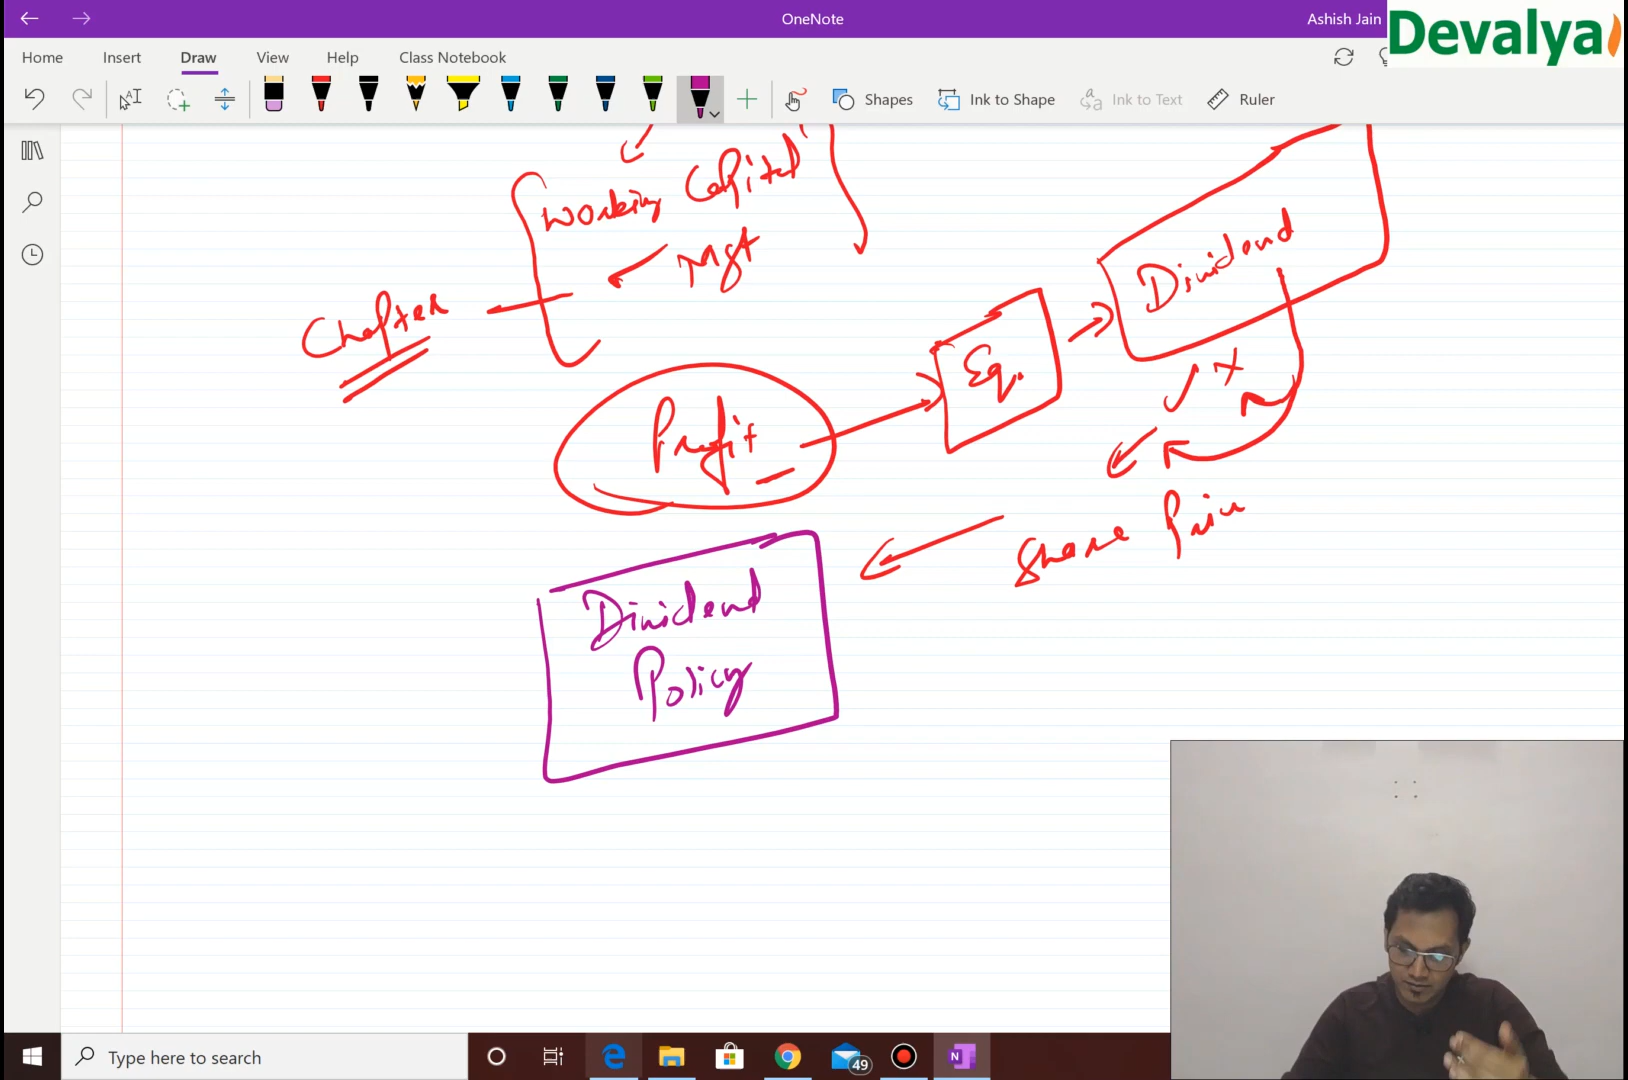 OneNote
Ashish Jain
Devalya
Home Insert Draw View Help Class Notebook
Shapes Ink to Shape Ink to Text Ruler
Working Capital
Mgt
Chapter
Dividend
Eq.
Profit
Share Price
Dividend
Policy
Type here to search
49
N